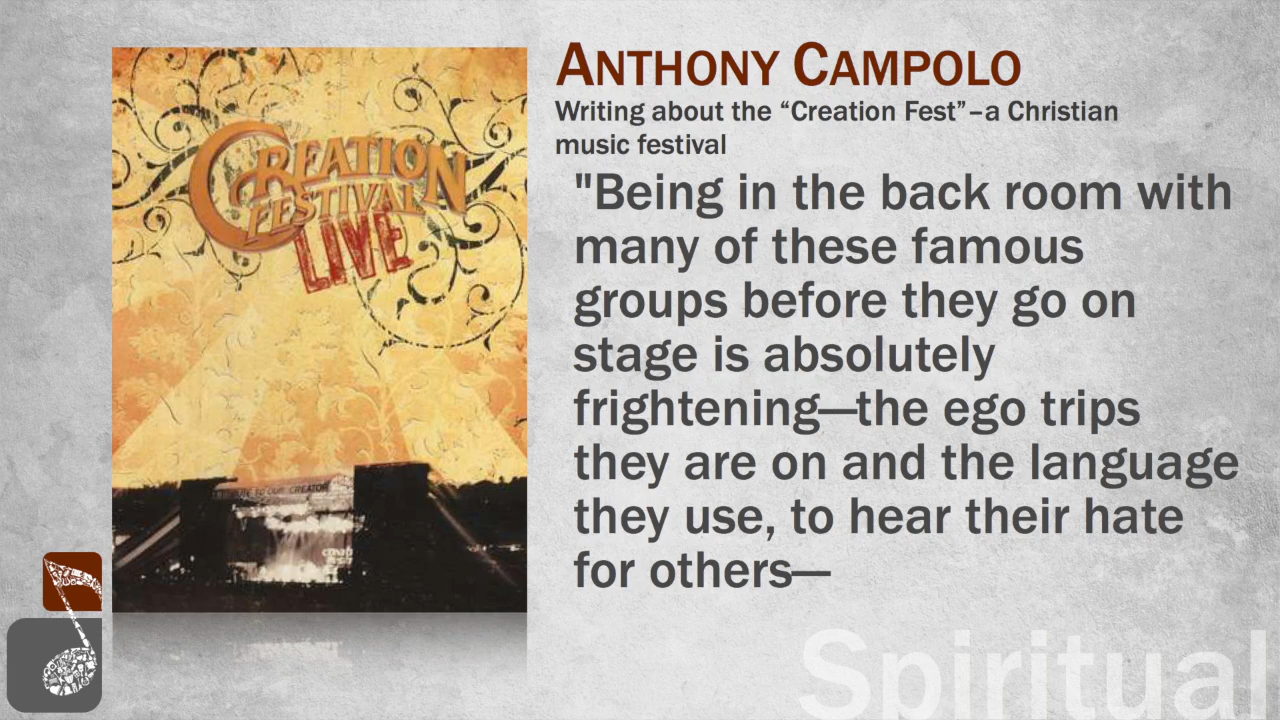 CREATION
FESTIVAL
LIVE
ANTHONY CAMPOLO
Writing about the “Creation Fest”–a Christian
music festival
"Being in the back room with
many of these famous
groups before they go on
stage is absolutely
frightening—the ego trips
they are on and the language
they use, to hear their hate
for others—
Spiritual